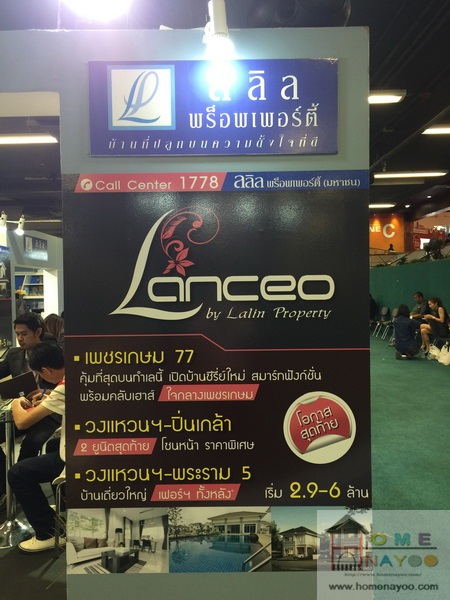 L
ลลิล
พร็อพเพอร์ตี้
บ้านที่ปลูกบนความตั้งใจที่ดี
Call Center 1778 ลลิล พร็อพเพอร์ตี้ (มหาชน)
Lanceo
by Lalin Property
เพชรเกษม 77
คุ้มที่สุดบนทำเลนี้ เปิดบ้านซีรี่ย์ใหม่ สมาร์ทฟังก์ชั่น
พร้อมคลับเฮาส์ ใจกลางเพชรเกษม
วงแหวนฯ-ปิ่นเกล้า
2 ยูนิตสุดท้าย โซนหน้า ราคาพิเศษ
โอกาส
สุดท้าย
วงแหวนฯ-พระราม 5
บ้านเดี่ยวใหญ่ เฟอร์ฯ ทั้งหลัง เริ่ม 2.9-6 ล้าน
HOME
NAYOO
www.homenayoo.com